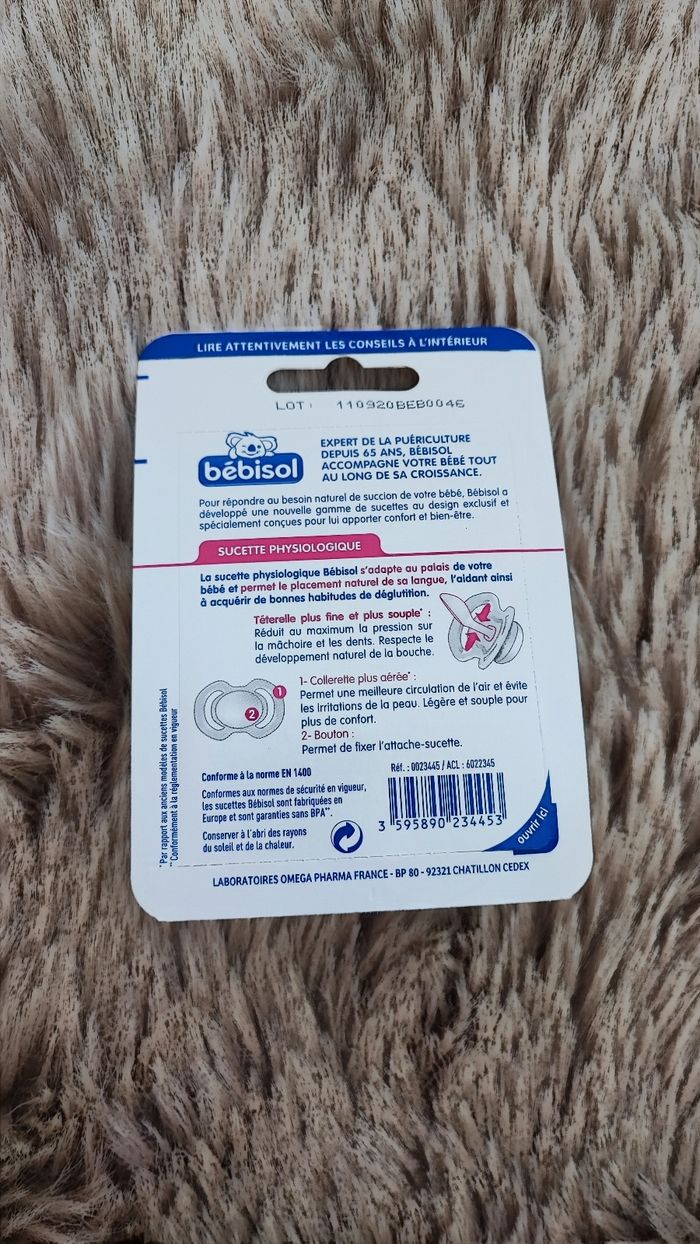 LIRE ATTENTIVEMENT LES CONSEILS À L'INTÉRIEUR
LOT: 110920BEB004E
bébisol
EXPERT DE LA PUÉRICULTURE
DEPUIS 65 ANS, BÉBISOL
ACCOMPAGNE VOTRE BÉBÉ TOUT
AU LONG DE SA CROISSANCE.
Pour répondre au besoin naturel de succion de votre bébé, Bébisol a
développé une nouvelle gamme de sucettes au design exclusif et
spécialement conçues pour lui apporter confort et bien-être.
SUCETTE PHYSIOLOGIQUE
La sucette physiologique Bébisol s'adapte au palais de votre
bébé et permet le placement naturel de sa langue, l'aidant ainsi
à acquérir de bonnes habitudes de déglutition.
Téterelle plus fine et plus souple* :
Réduit au maximum la pression sur
la mâchoire et les dents. Respecte le
développement naturel de la bouche.
1- Collerette plus aérée* :
Permet une meilleure circulation de l'air et évite
les irritations de la peau. Légère et souple pour
plus de confort.
2- Bouton :
Permet de fixer l'attache-sucette.
1
2
Conforme à la norme EN 1400
Conformes aux normes de sécurité en vigueur,
les sucettes Bébisol sont fabriquées en
Europe et sont garanties sans BPA**.
Conserver à l'abri des rayons
du soleil et de la chaleur.
Réf. : 0023445 / ACL : 6022345
3 595890 234453
ouvrir ici
*Par rapport aux anciens modèles de sucettes Bébisol
**Conformément à la réglementation en vigueur
LABORATOIRES OMEGA PHARMA FRANCE - BP 80 - 92321 CHATILLON CEDEX